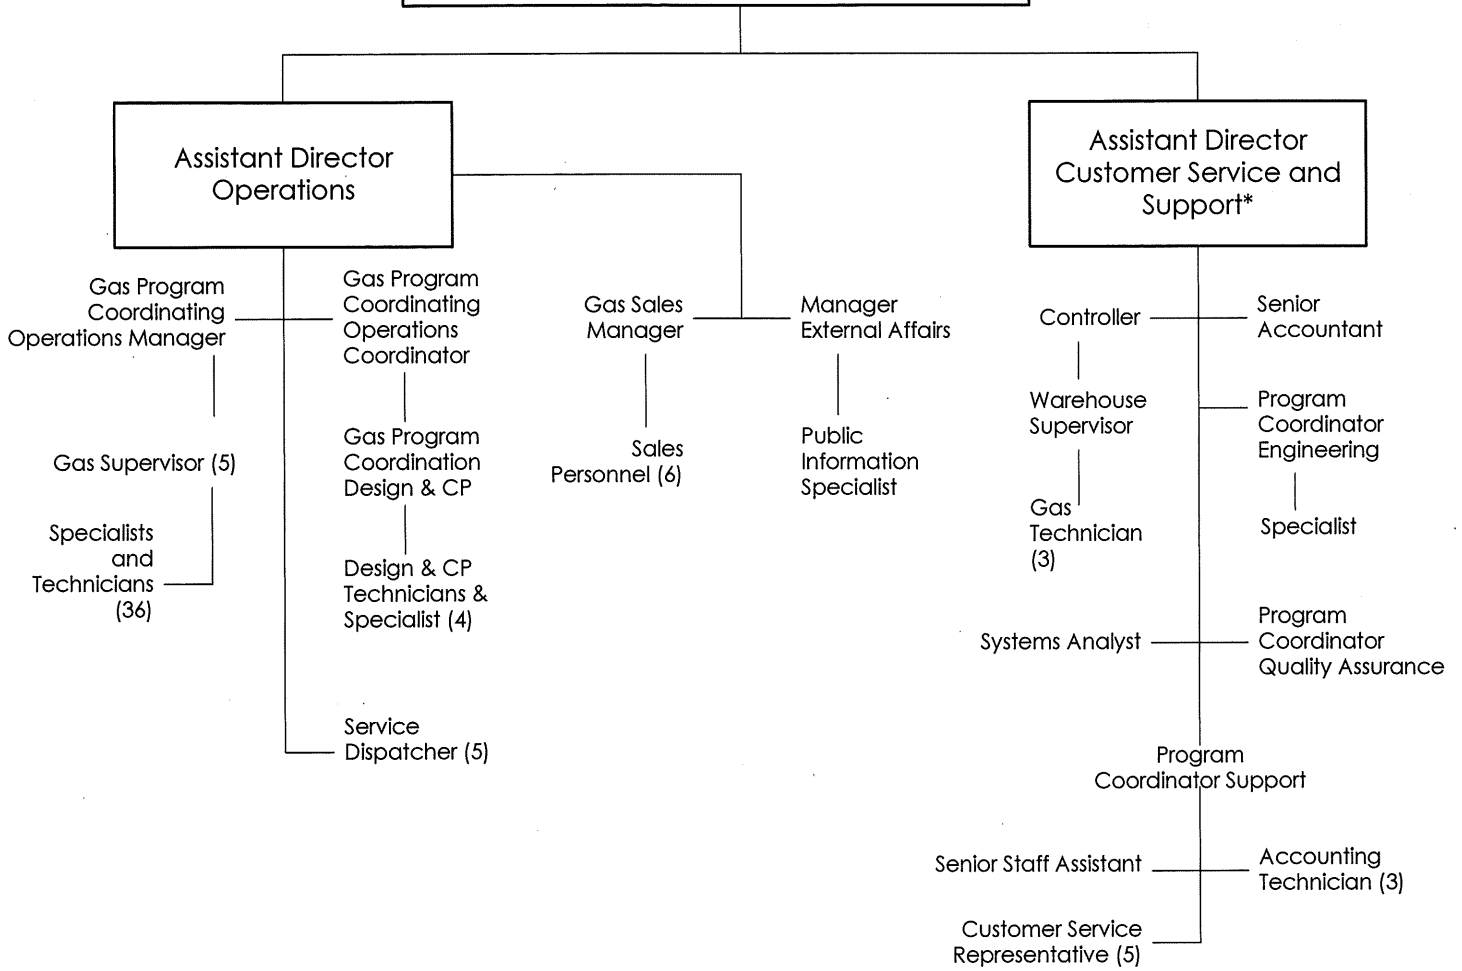 Assistant Director
Operations
Assistant Director
Customer Service and
Support*
Gas Program
Coordinating
Operations Manager
Gas Program
Coordinating
Operations
Coordinator
Gas Sales
Manager
Manager
External Affairs
Controller
Senior
Accountant
Gas Supervisor (5)
Gas Program
Coordination
Design & CP
Sales
Personnel (6)
Public
Information
Specialist
Warehouse
Supervisor
Program
Coordinator
Engineering
Specialists
and
Technicians
(36)
Design & CP
Technicians &
Specialist (4)
Gas
Technician
(3)
Specialist
Systems Analyst
Program
Coordinator
Quality Assurance
Service
Dispatcher (5)
Program
Coordinator Support
Senior Staff Assistant
Accounting
Technician (3)
Customer Service
Representative (5)